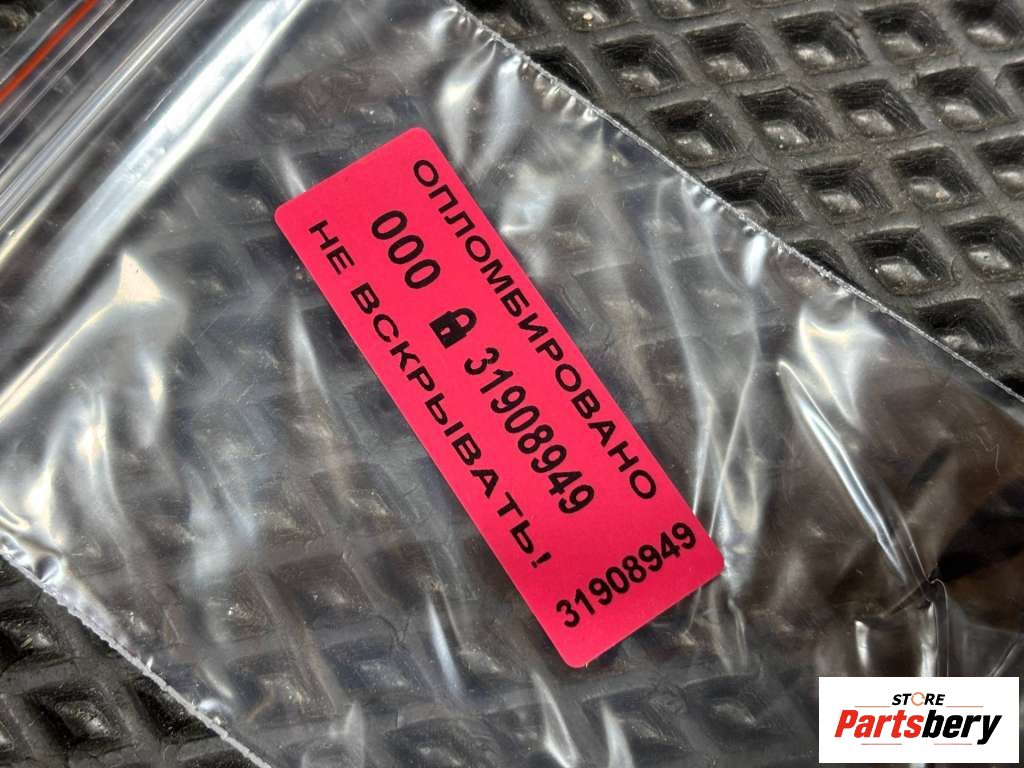 ОПЛОМБИРОВАНО
000 31908949
НЕ ВСКРЫВАТЬ!
31908949
STORE
Partsbery